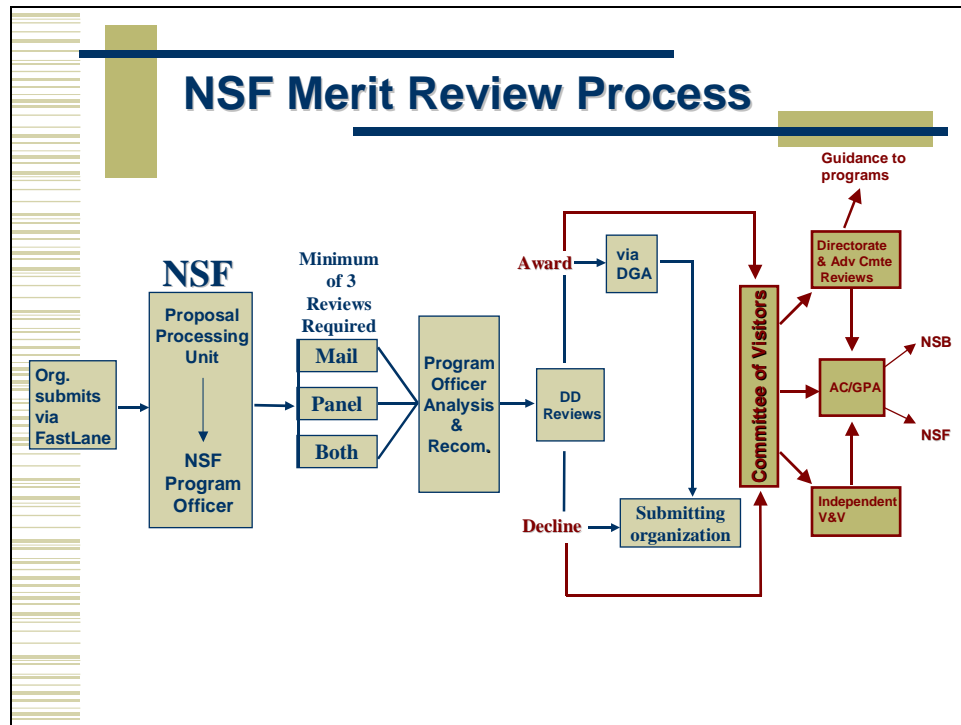 NSF Merit Review Process
Org.
submits
via
FastLane
NSF
Proposal
Processing
Unit
NSF
Program
Officer
Minimum
of 3
Reviews
Required
Mail
Panel
Both
Program
Officer
Analysis
&
Recom.
DD
Reviews
Award
via
DGA
Decline
Submitting
organization
Committee of Visitors
Guidance to
programs
Directorate
& Adv Cmte
Reviews
AC/GPA
NSB
NSF
Independent
V&V